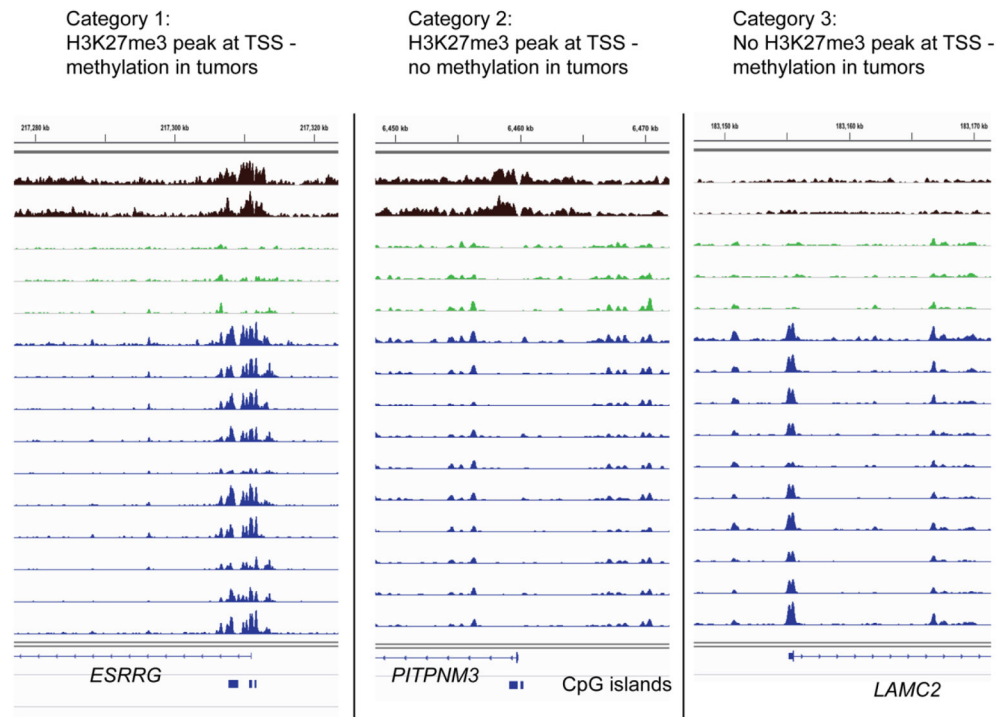 Category 1:
H3K27me3 peak at TSS -
methylation in tumors
Category 2:
H3K27me3 peak at TSS -
no methylation in tumors
Category 3:
No H3K27me3 peak at TSS -
methylation in tumors
217,280 kb 217,300 kb 217,320 kb
6,450 kb 6,460 kb 6,470 kb
183,150 kb 183,160 kb 183,170 kb
ESRRG
PITPNM3
CpG islands
LAMC2